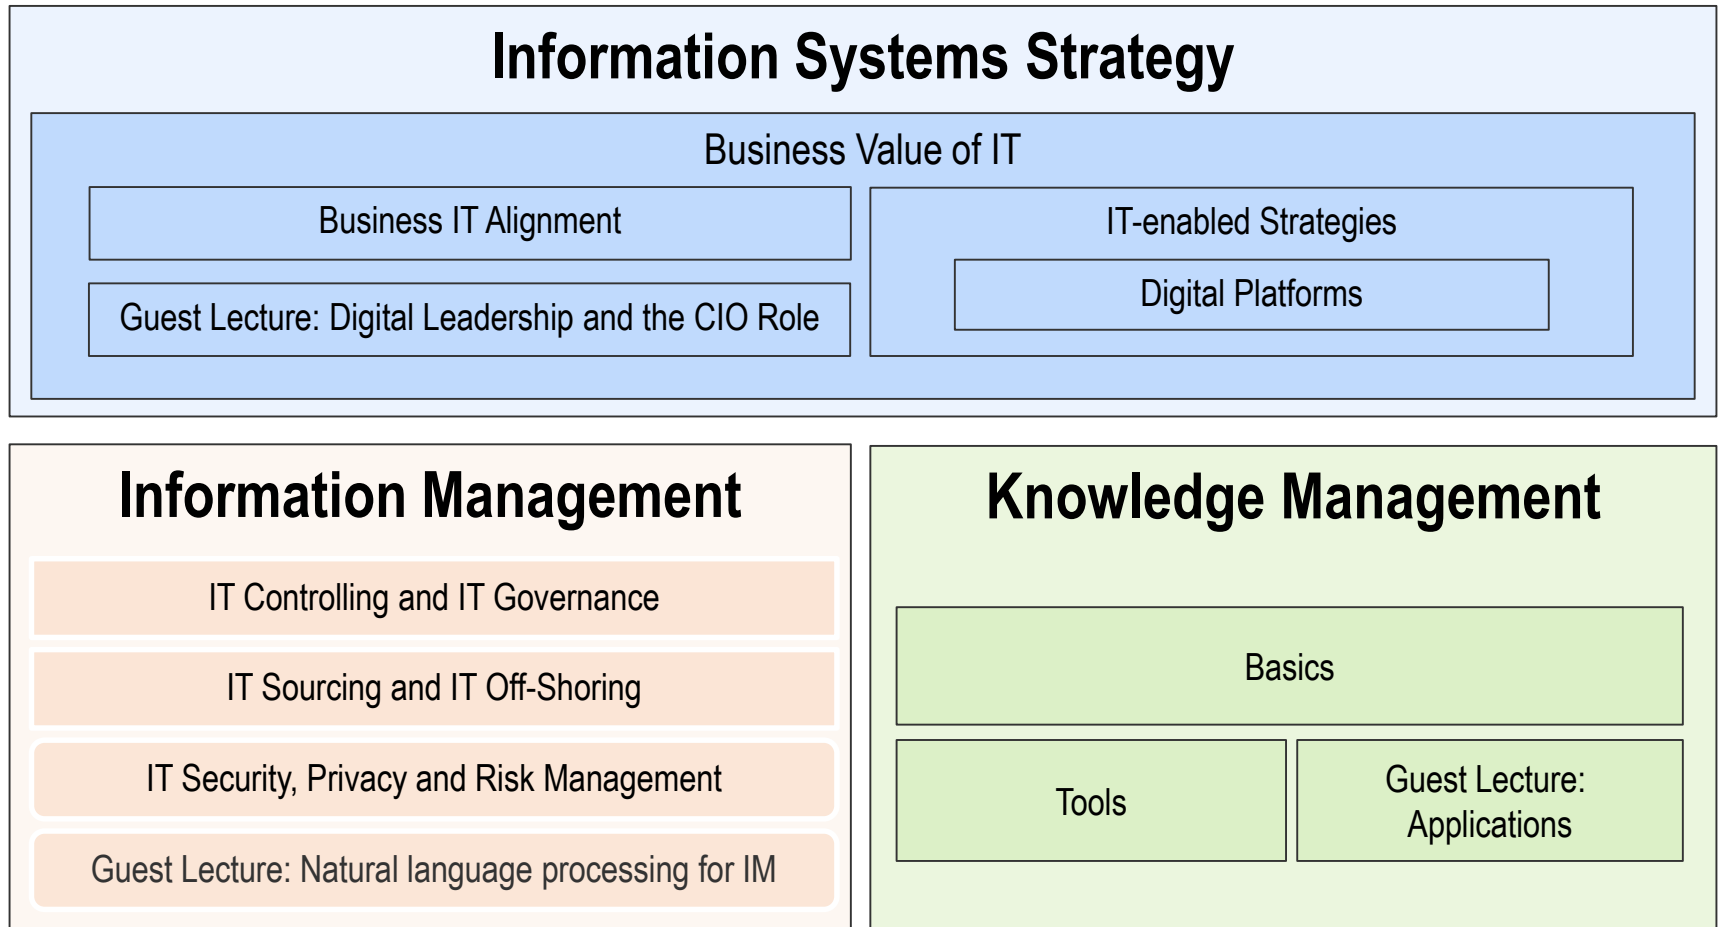 Information Systems Strategy
Business Value of IT
Business IT Alignment
Guest Lecture: Digital Leadership and the CIO Role
IT-enabled Strategies
Digital Platforms
Information Management
IT Controlling and IT Governance
IT Sourcing and IT Off-Shoring
IT Security, Privacy and Risk Management
Guest Lecture: Natural language processing for IM
Knowledge Management
Basics
Tools
Guest Lecture:
Applications